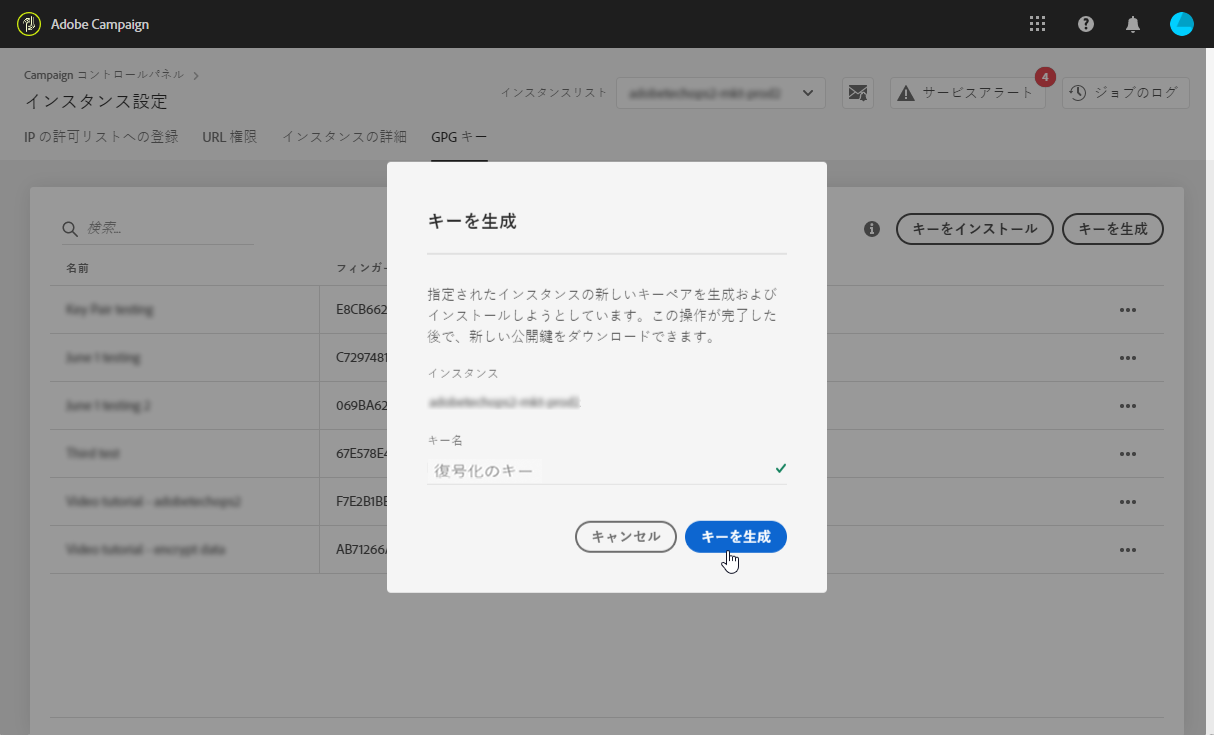 Adobe Campaign
Campaign コントロールパネル
インスタンス設定
インスタンスリスト
4
サービスアラート
ジョブのログ
IP の許可リストへの登録
URL 権限
インスタンスの詳細
GPG キー
検索...
キーをインストール
キーを生成
名前
フィンガー
E8CB662
C7297481
069BA62
67E578E4
F7E2B1BE
AB71266
キーを生成
指定されたインスタンスの新しいキーペアを生成および
インストールしようとしています。この操作が完了した
後で、新しい公開鍵をダウンロードできます。
インスタンス
キー名
復号化のキー
キャンセル
キーを生成